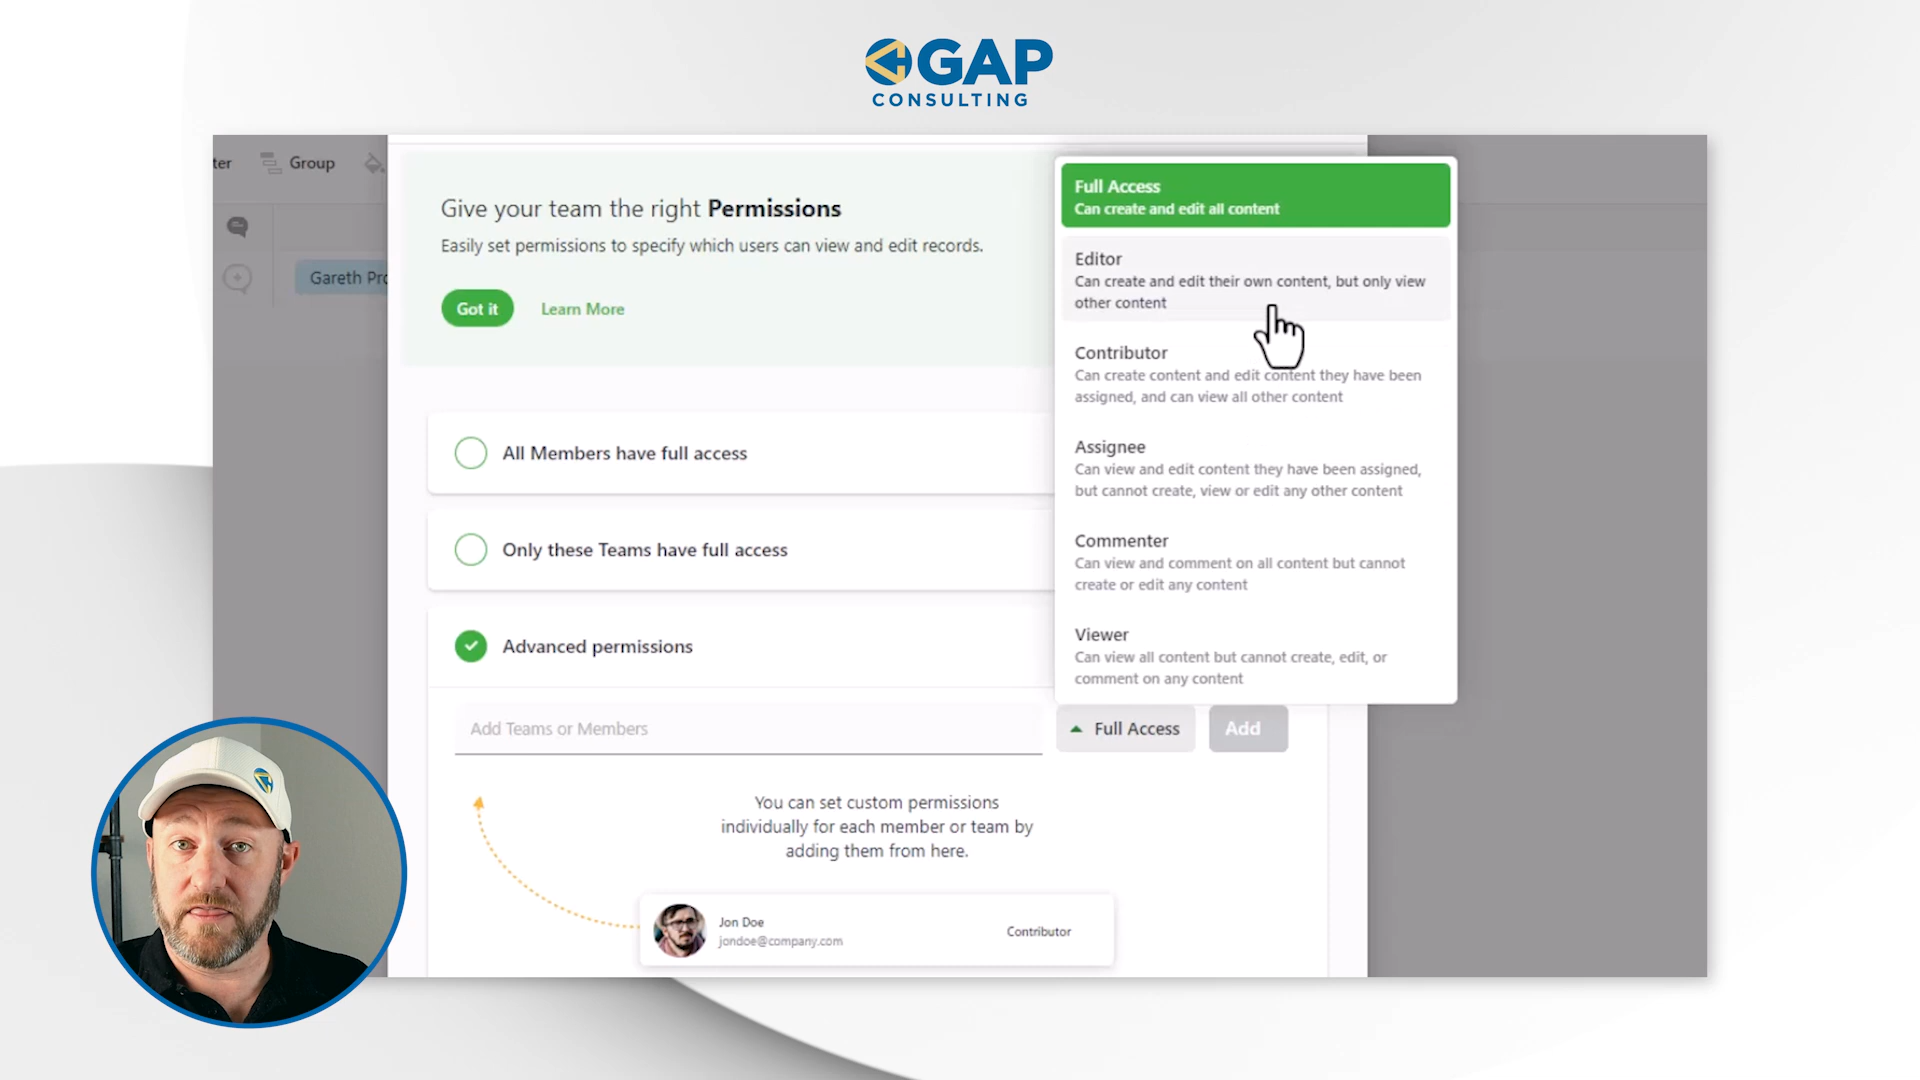 GAP
CONSULTING
ter
Group
Gareth Pro
Give your team the right Permissions
Easily set permissions to specify which users can view and edit records.
Got it
Learn More
All Members have full access
Only these Teams have full access
Advanced permissions
Full Access
Can create and edit all content
Editor
Can create and edit their own content, but only view
other content
Contributor
Can create content and edit content they have been
assigned, and can view all other content
Assignee
Can view and edit content they have been assigned,
but cannot create, view or edit any other content
Commenter
Can view and comment on all content but cannot
create or edit any content
Viewer
Can view all content but cannot create, edit, or
comment on any content
Add Teams or Members
Full Access
Add
You can set custom permissions
individually for each member or team by
adding them from here.
Jon Doe
jondoe@company.com
Contributor